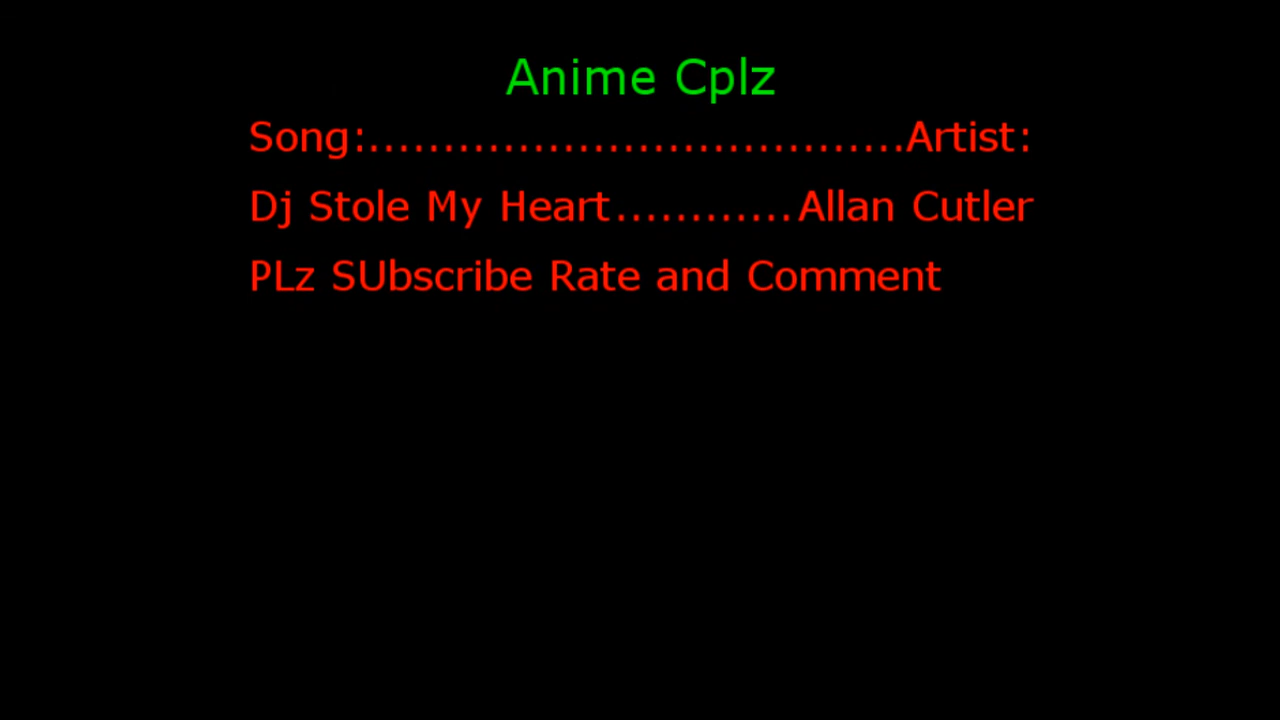 Anime Cplz
Song:....................................Artist:
Dj Stole My Heart............Allan Cutler
PLz SUbscribe Rate and Comment